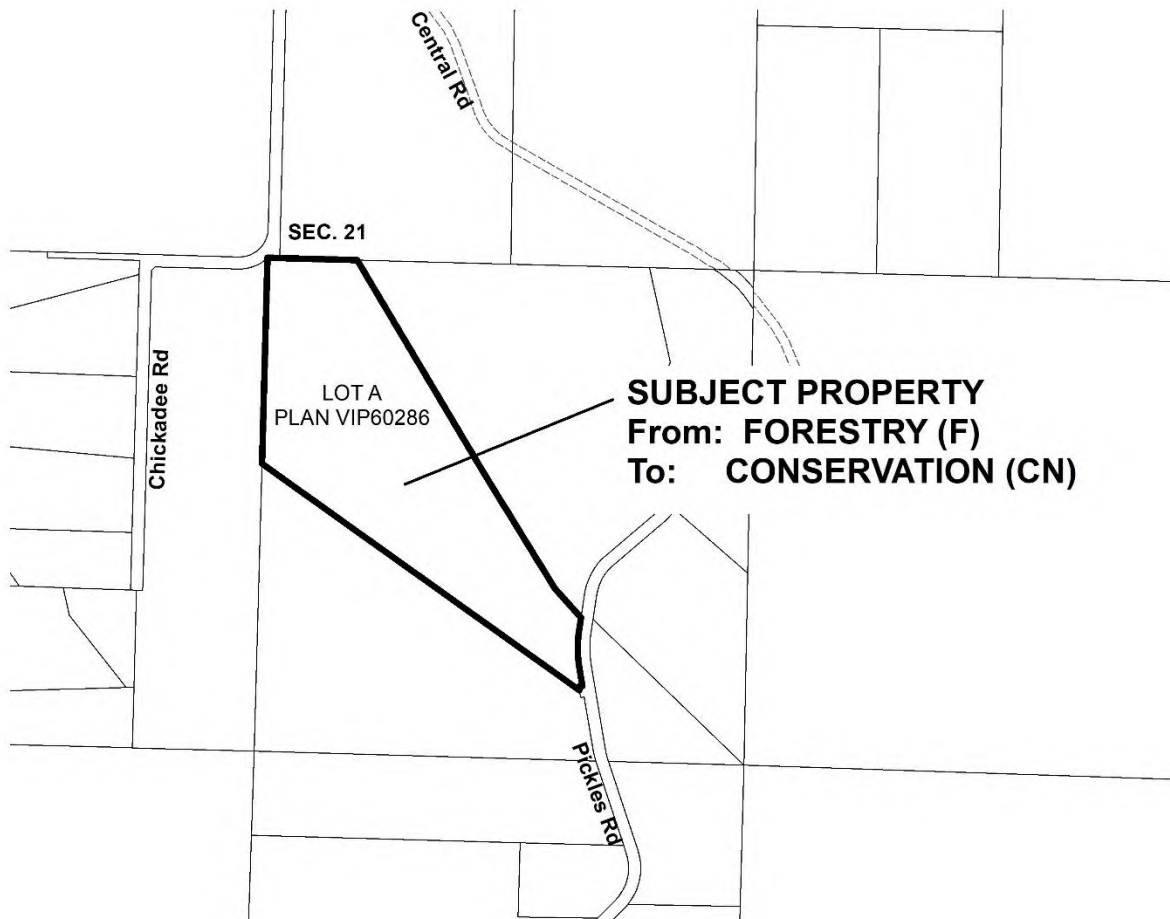 Central Rd
SEC. 21
Chickadee Rd
LOT A
PLAN VIP60286
SUBJECT PROPERTY
From: FORESTRY (F)
To: CONSERVATION (CN)
Pickles Rd